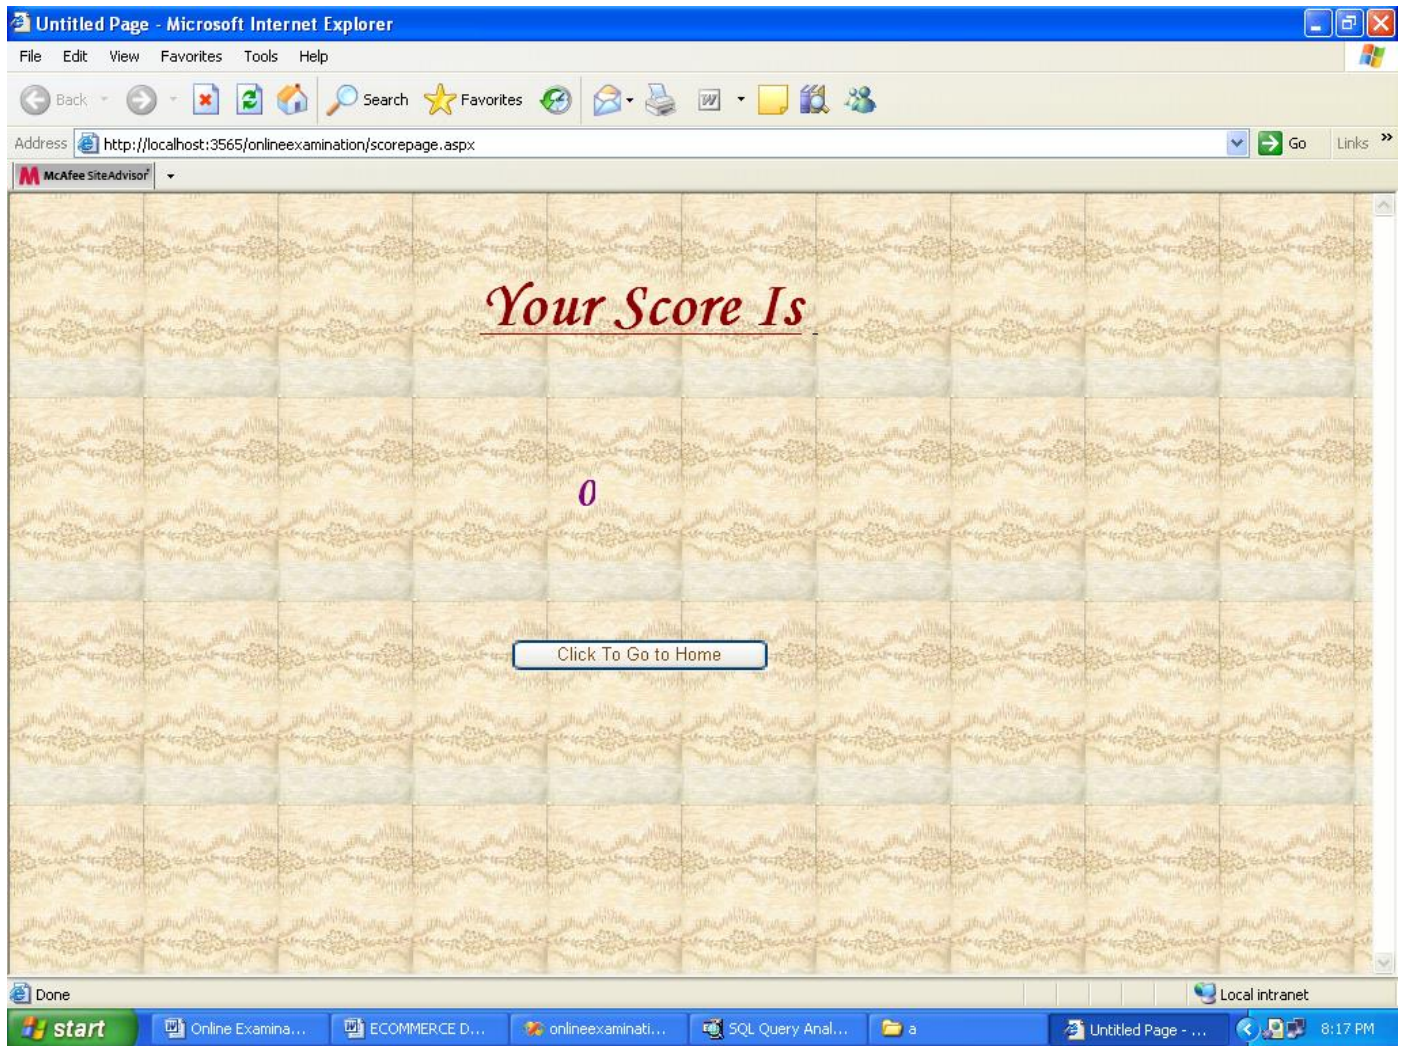 Untitled Page - Microsoft Internet Explorer
File Edit View Favorites Tools Help
Back Search Favorites
Address http://localhost:3565/onlineexamination/scorepage.aspx Go Links »
McAfee SiteAdvisor
Your Score Is
0
Click To Go to Home
Done Local intranet
start Online Examina... ECOMMERCE D... onlineexaminati... SQL Query Anal... a Untitled Page - ... 8:17 PM